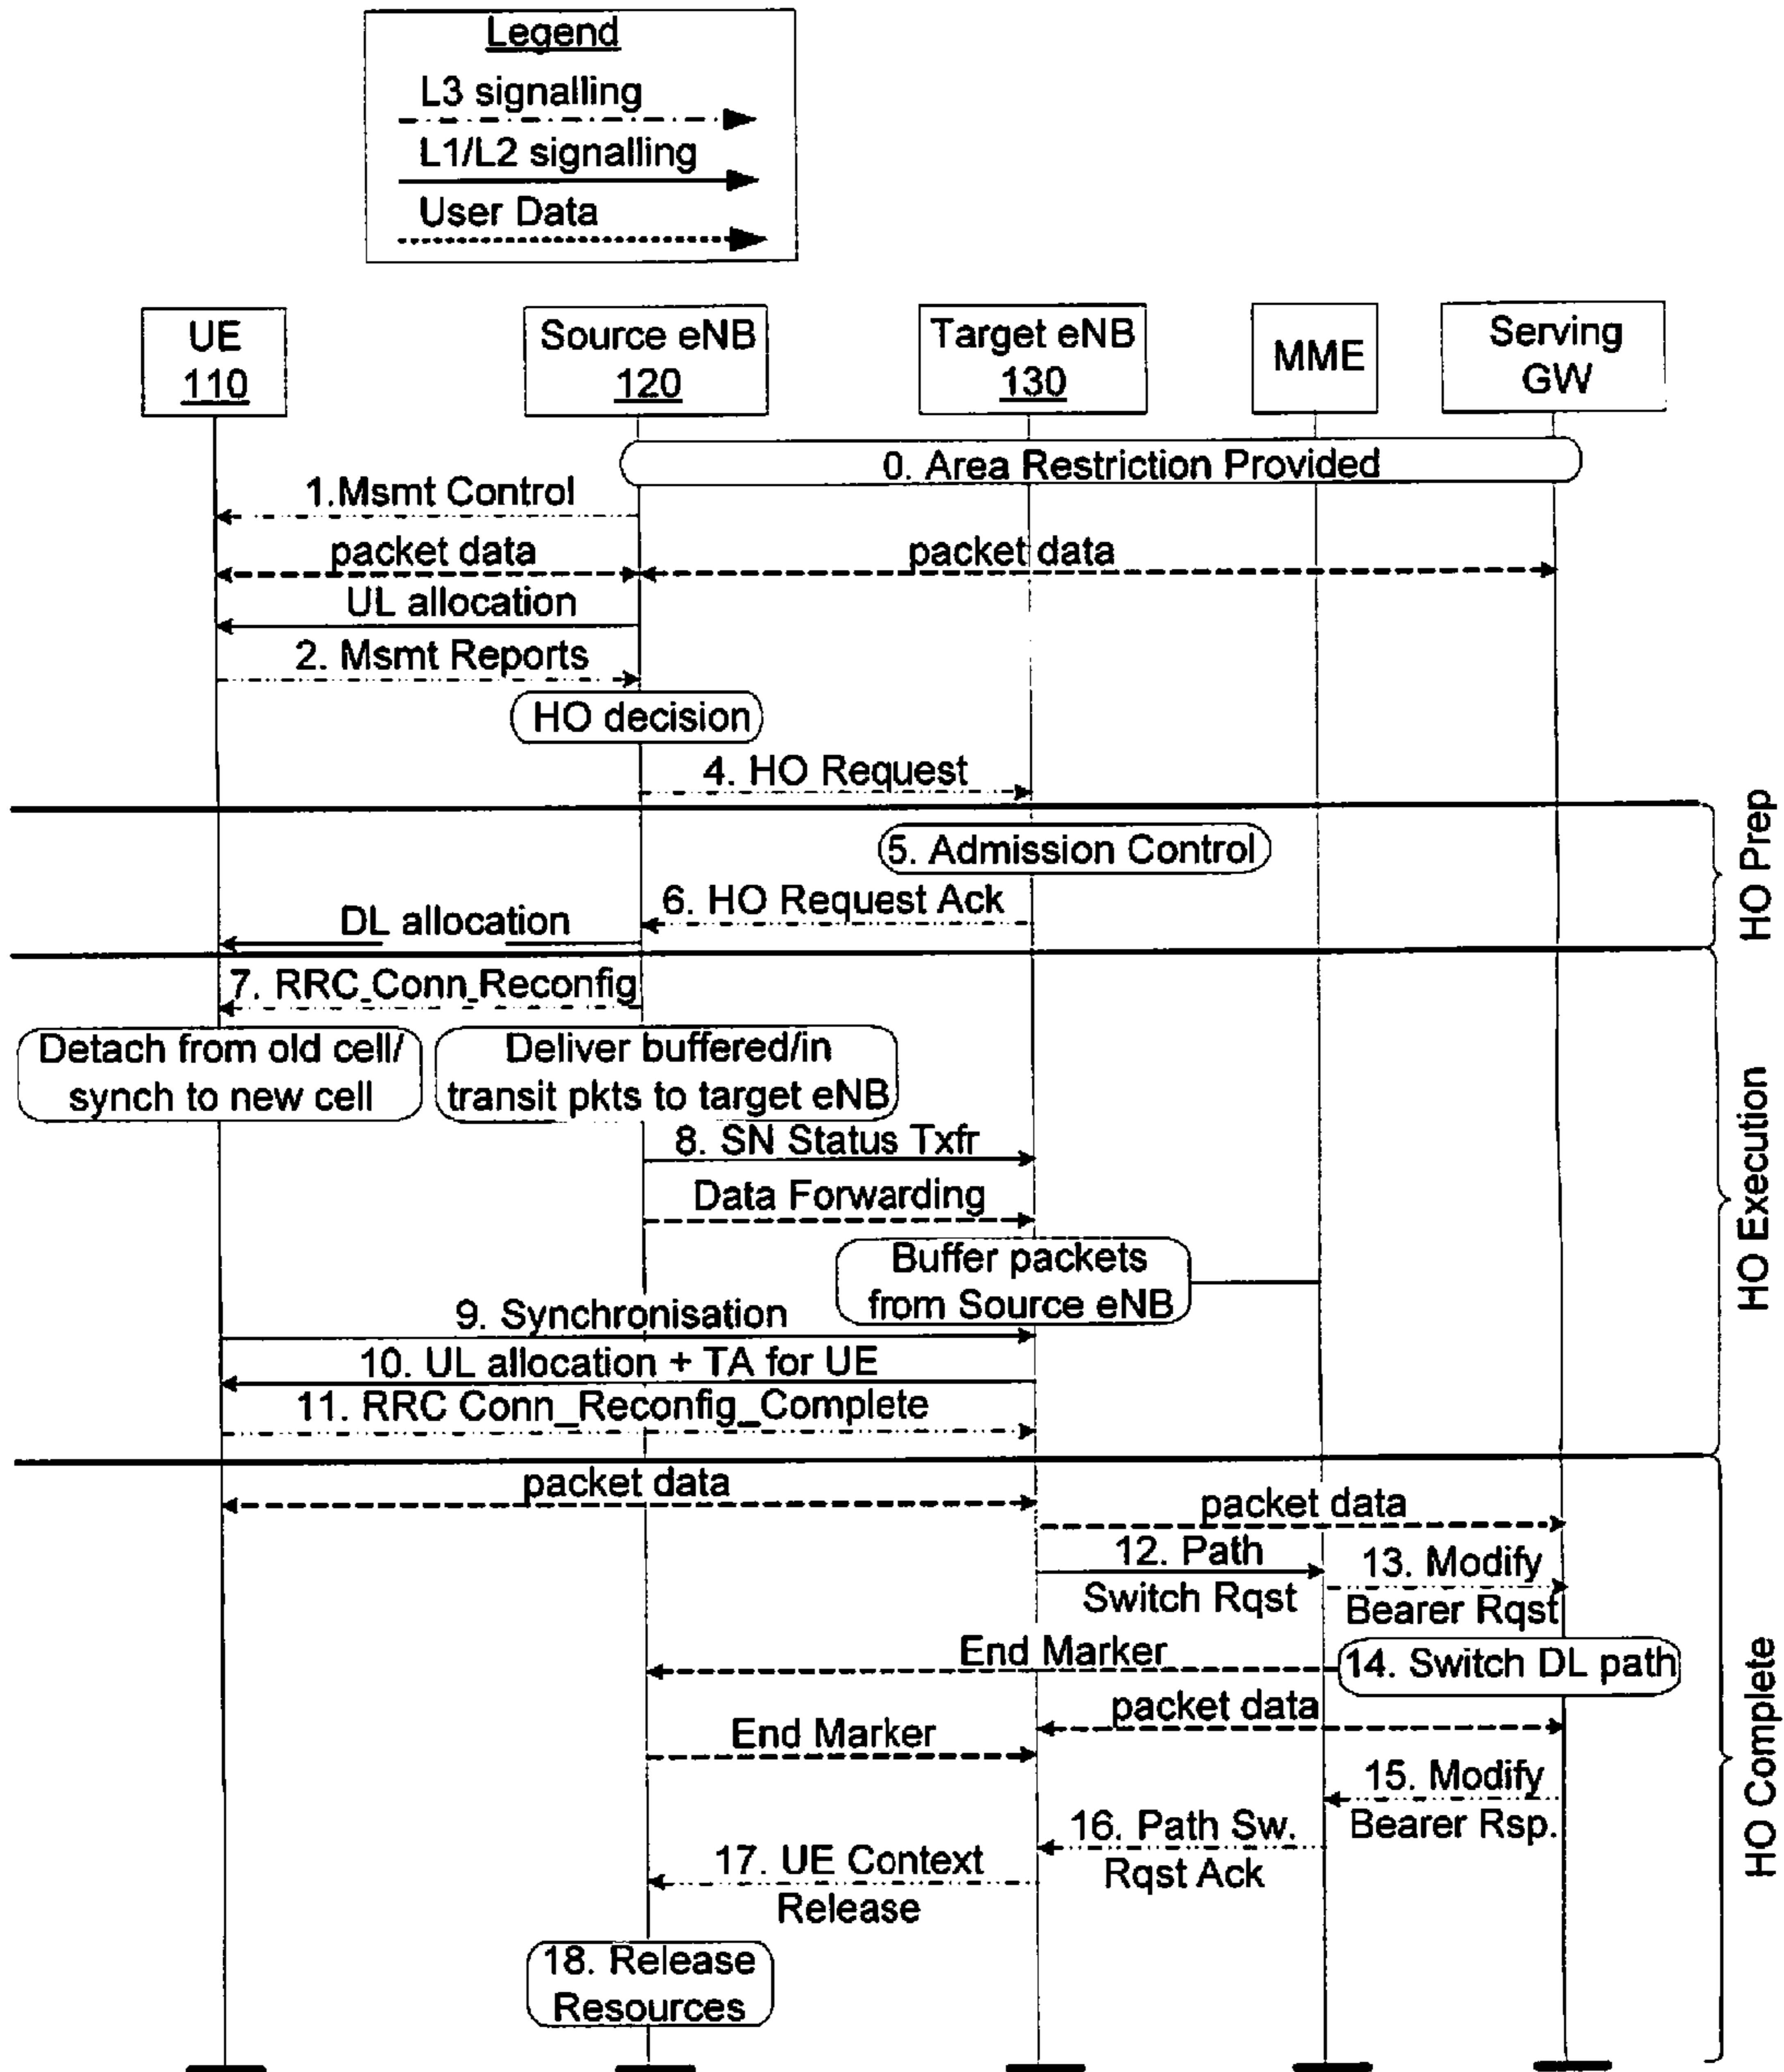 Legend
L3 signalling
L1/L2 signalling
User Data
UE
110
Source eNB
120
Target eNB
130
MME
Serving
GW
0. Area Restriction Provided
1.Msmt Control
packet data
packet data
UL allocation
2. Msmt Reports
HO decision
4. HO Request
HO Prep
5. Admission Control
6. HO Request Ack
DL allocation
7. RRC_Conn_Reconfig
HO Execution
Detach from old cell/
synch to new cell
Deliver buffered/in
transit pkts to target eNB
8. SN Status Txfr
Data Forwarding
Buffer packets
from Source eNB
9. Synchronisation
10. UL allocation + TA for UE
11. RRC Conn_Reconfig_Complete
HO Complete
packet data
packet data
12. Path
Switch Rqst
13. Modify
Bearer Rqst
End Marker
14. Switch DL path
packet data
End Marker
15. Modify
Bearer Rsp.
16. Path Sw.
Rqst Ack
17. UE Context
Release
18. Release
Resources